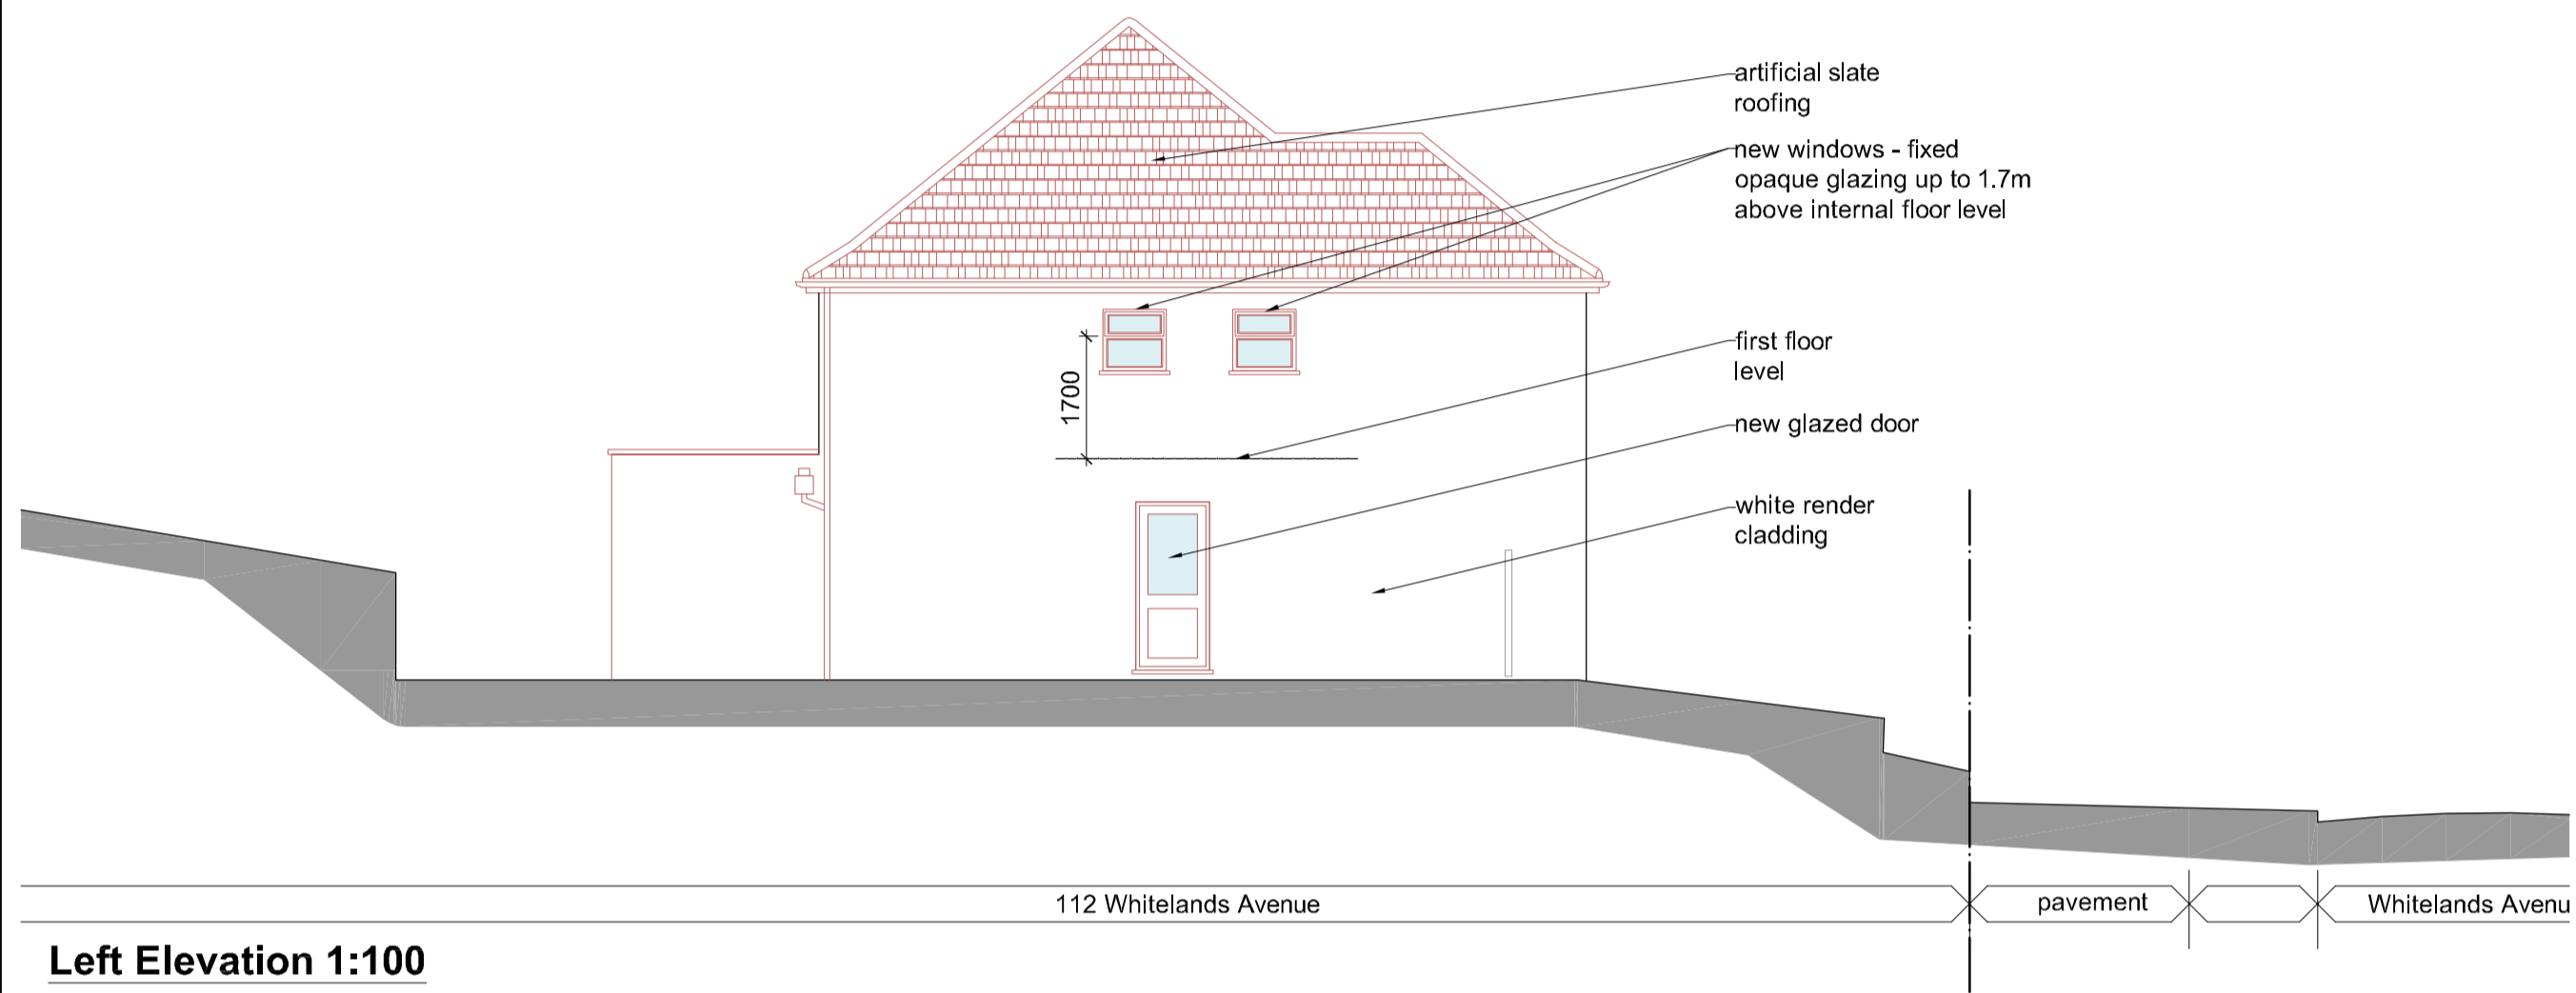 artificial slate
roofing
new windows - fixed
opaque glazing up to 1.7m
above internal floor level
first floor
level
1700
new glazed door
white render
cladding
112 Whitelands Avenue
pavement
Whitelands Avenu
Left Elevation 1:100